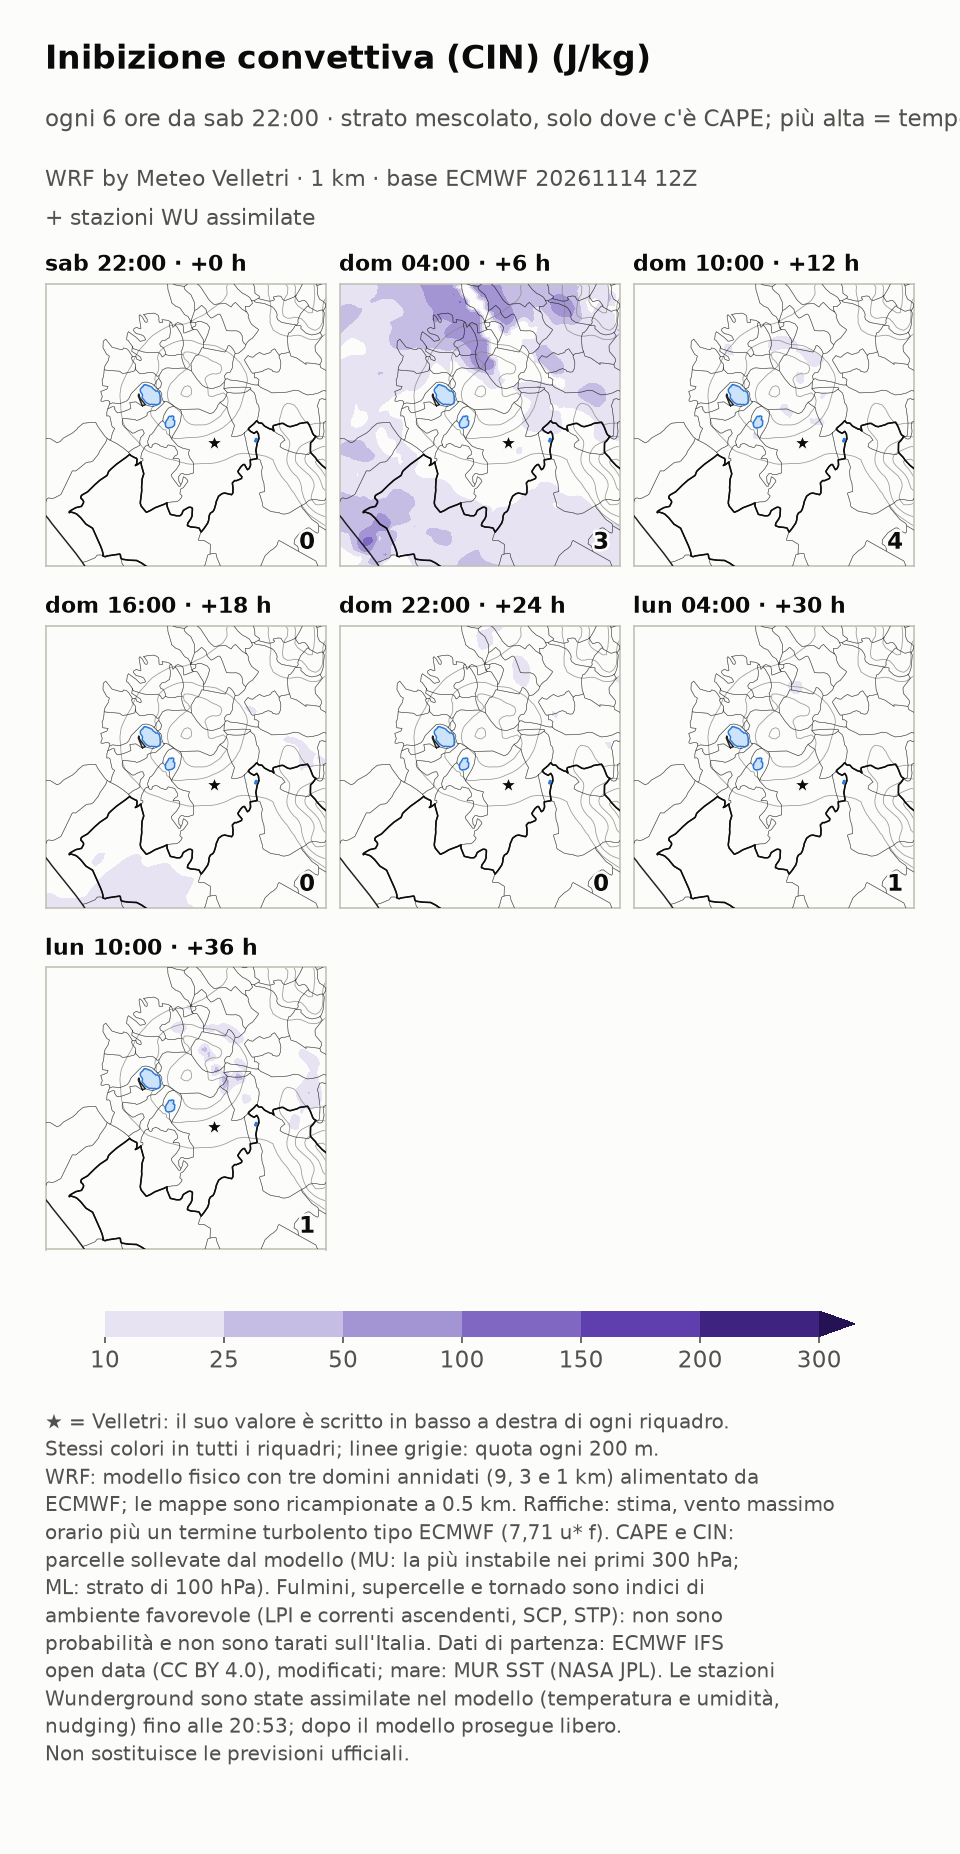 Inibizione convettiva (CIN) (J/kg)
ogni 6 ore da sab 22:00 · strato mescolato, solo dove c'è CAPE; più alta = temp
WRF by Meteo Velletri · 1 km · base ECMWF 20261114 12Z
+ stazioni WU assimilate
sab 22:00 · +0 h
dom 04:00 · +6 h
dom 10:00 · +12 h
0
3
4
dom 16:00 · +18 h
dom 22:00 · +24 h
lun 04:00 · +30 h
0
0
1
lun 10:00 · +36 h
1
10 25 50 100 150 200 300
★ = Velletri: il suo valore è scritto in basso a destra di ogni riquadro.
Stessi colori in tutti i riquadri; linee grigie: quota ogni 200 m.
WRF: modello fisico con tre domini annidati (9, 3 e 1 km) alimentato da
ECMWF; le mappe sono ricampionate a 0.5 km. Raffiche: stima, vento massimo
orario più un termine turbolento tipo ECMWF (7,71 u* f). CAPE e CIN:
parcelle sollevate dal modello (MU: la più instabile nei primi 300 hPa;
ML: strato di 100 hPa). Fulmini, supercelle e tornado sono indici di
ambiente favorevole (LPI e correnti ascendenti, SCP, STP): non sono
probabilità e non sono tarati sull'Italia. Dati di partenza: ECMWF IFS
open data (CC BY 4.0), modificati; mare: MUR SST (NASA JPL). Le stazioni
Wunderground sono state assimilate nel modello (temperatura e umidità,
nudging) fino alle 20:53; dopo il modello prosegue libero.
Non sostituisce le previsioni ufficiali.